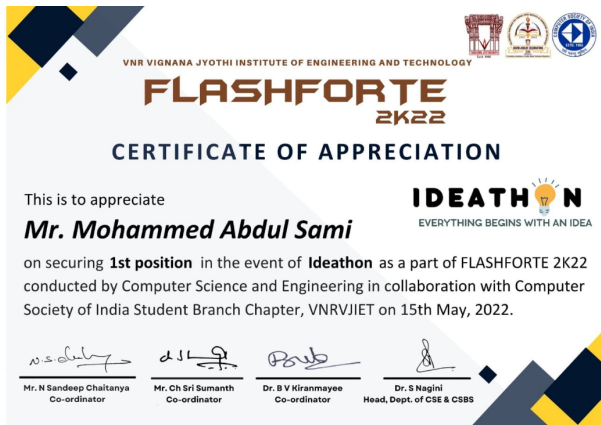 VNR VIGNANA JYOTHI INSTITUTE OF ENGINEERING AND TECHNOLOGY
FLASHFORTE
2K22
CERTIFICATE OF APPRECIATION
This is to appreciate
IDEATHON
EVERYTHING BEGINS WITH AN IDEA
Mr. Mohammed Abdul Sami
on securing 1st position in the event of Ideathon as a part of FLASHFORTE 2K22
conducted by Computer Science and Engineering in collaboration with Computer
Society of India Student Branch Chapter, VNRVJIET on 15th May, 2022.
Mr. N Sandeep Chaitanya
Co-ordinator
Mr. Ch Sri Sumanth
Co-ordinator
Dr. B V Kiranmayee
Co-ordinator
Dr. S Nagini
Head, Dept. of CSE & CSBS